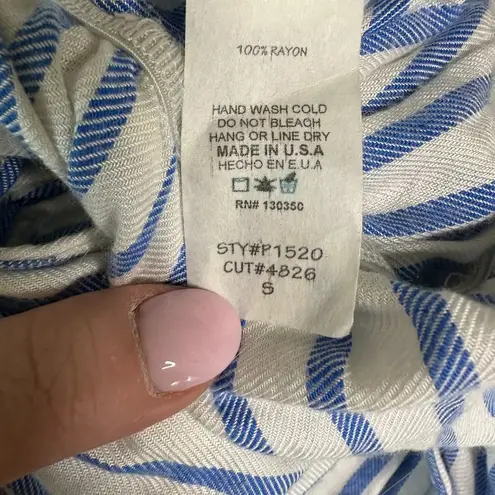 100% RAYON
HAND WASH COLD
DO NOT BLEACH
HANG OR LINE DRY
MADE IN U.S.A
HECHO EN E.U.A
RN# 130350
STY#P1520
CUT#4826
S